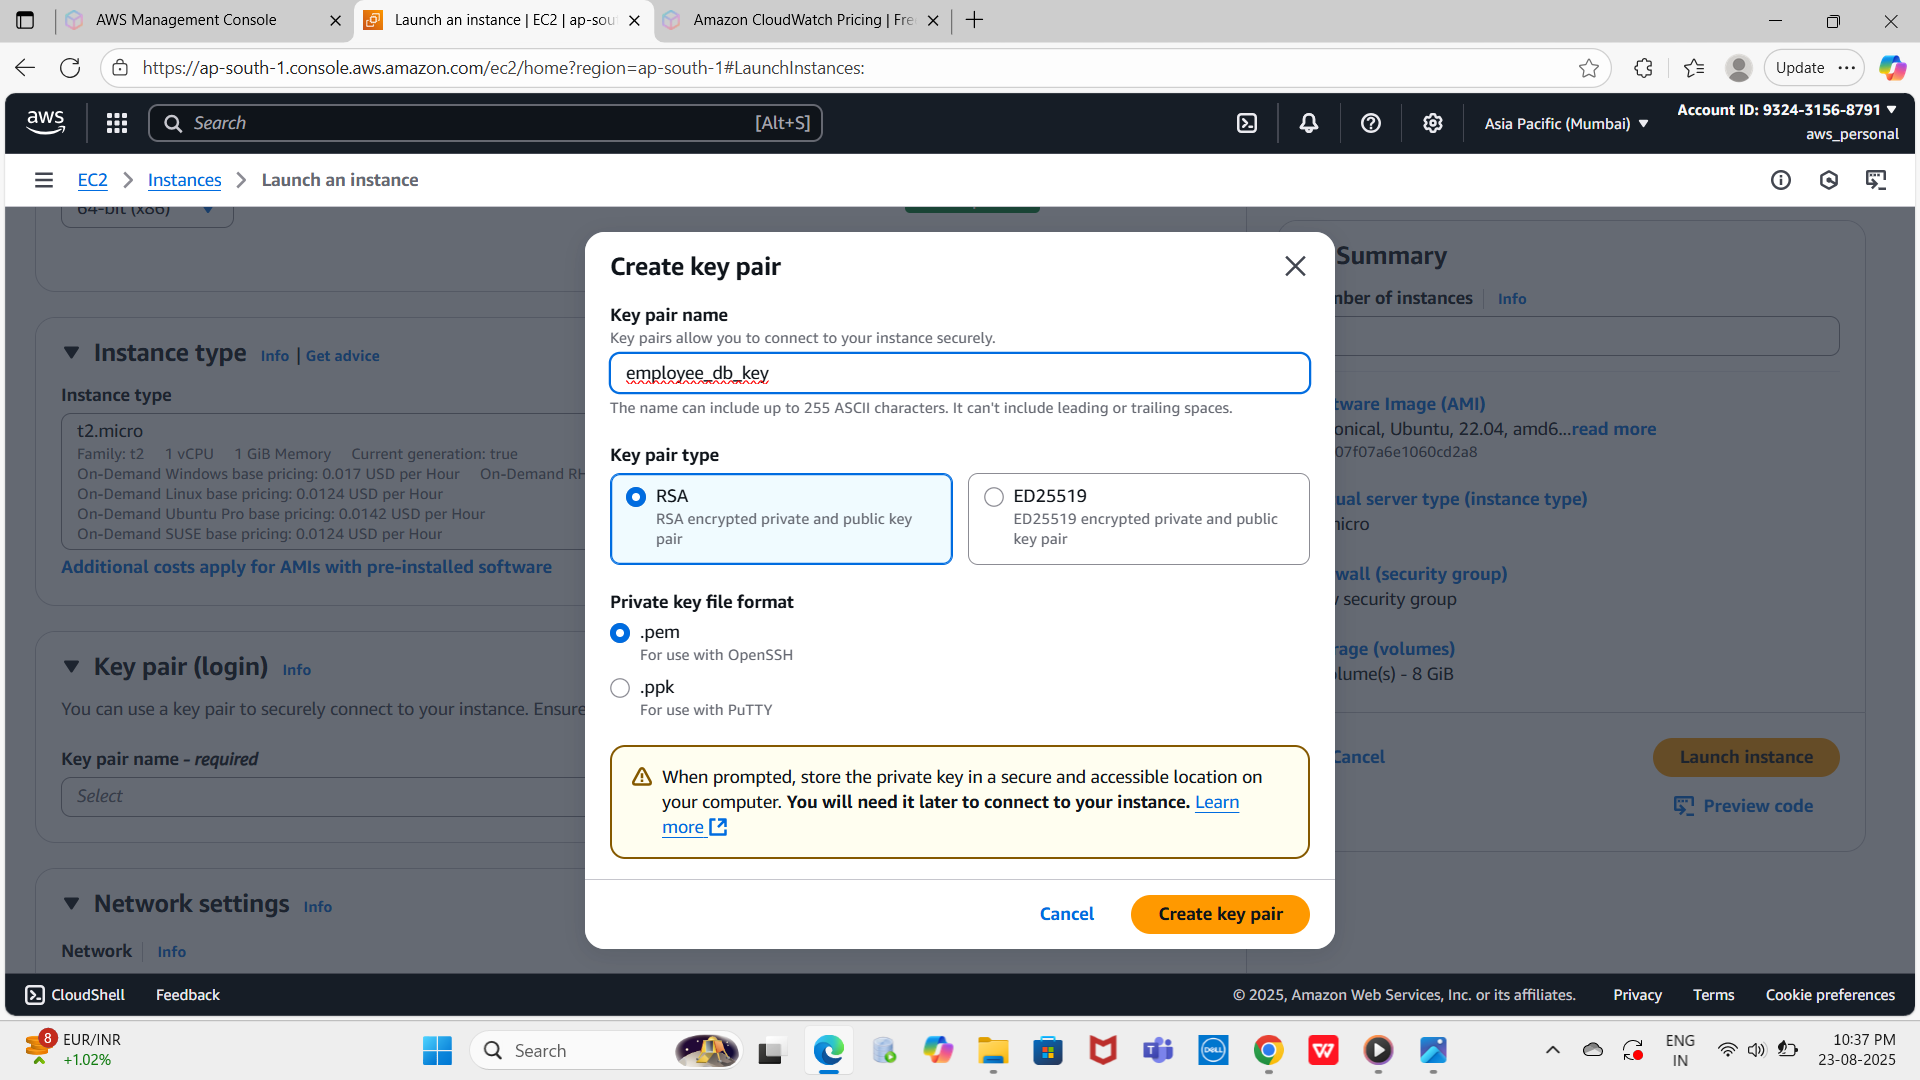 AWS Management Console
Launch an instance | EC2 | ap-sou
Amazon CloudWatch Pricing | Fre
https://ap-south-1.console.aws.amazon.com/ec2/home?region=ap-south-1#LaunchInstances:
Update
aws
Search
[Alt+S]
Asia Pacific (Mumbai)
Account ID: 9324-3156-8791
aws_personal
EC2
Instances
Launch an instance
64-bit (x86)
Instance type
Info
Get advice
Instance type
t2.micro
Family: t2 1 vCPU 1 GiB Memory Current generation: true
On-Demand Windows base pricing: 0.017 USD per Hour On-Demand RH
On-Demand Linux base pricing: 0.0124 USD per Hour
On-Demand Ubuntu Pro base pricing: 0.0142 USD per Hour
On-Demand SUSE base pricing: 0.0124 USD per Hour
Additional costs apply for AMIs with pre-installed software
Key pair (login)
Info
You can use a key pair to securely connect to your instance. Ensure
Key pair name - required
Select
Network settings
Info
Network
Info
Create key pair
Key pair name
Key pairs allow you to connect to your instance securely.
employee_db_key
The name can include up to 255 ASCII characters. It can't include leading or trailing spaces.
Key pair type
RSA
RSA encrypted private and public key
pair
ED25519
ED25519 encrypted private and public
key pair
Private key file format
.pem
For use with OpenSSH
.ppk
For use with PuTTY
When prompted, store the private key in a secure and accessible location on
your computer. You will need it later to connect to your instance. Learn
more
Cancel
Create key pair
Summary
nber of instances
Info
tware Image (AMI)
onical, Ubuntu, 22.04, amd6...read more
07f07a6e1060cd2a8
ual server type (instance type)
nicro
wall (security group)
security group
rage (volumes)
lume(s) - 8 GiB
Cancel
Launch instance
Preview code
CloudShell
Feedback
© 2025, Amazon Web Services, Inc. or its affiliates.
Privacy
Terms
Cookie preferences
8
EUR/INR
+1.02%
Search
DELL
ENG
IN
10:37 PM
23-08-2025